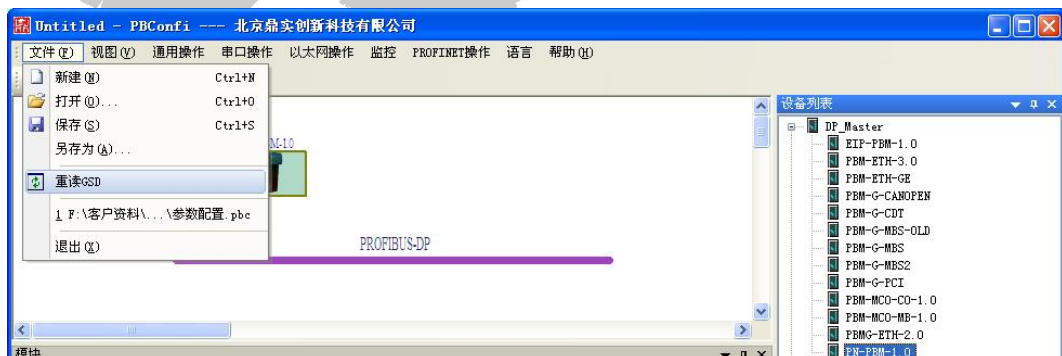 Untitled - PBConfi --- 北京鼎实创新科技有限公司
文件(F) 视图(V) 通用操作 串口操作 以太网操作 监控 PROFINET操作 语言 帮助(H)
新建(N) Ctrl+N
打开(O)... Ctrl+O
保存(S) Ctrl+S
另存为(A)...
重读GSD
1 F:\客户资料\...\参数配置.pbc
退出(X)
M-10
PROFIBUS-DP
设备列表
DP_Master
EIP-PBM-1.0
PBM-ETH-3.0
PBM-ETH-GE
PBM-G-CANOPEN
PBM-G-CDT
PBM-G-MBS-OLD
PBM-G-MBS
PBM-G-MBS2
PBM-G-PCI
PBM-MCO-CO-1.0
PBM-MCO-MB-1.0
PBMG-ETH-2.0
PN-PBM-1.0
模块